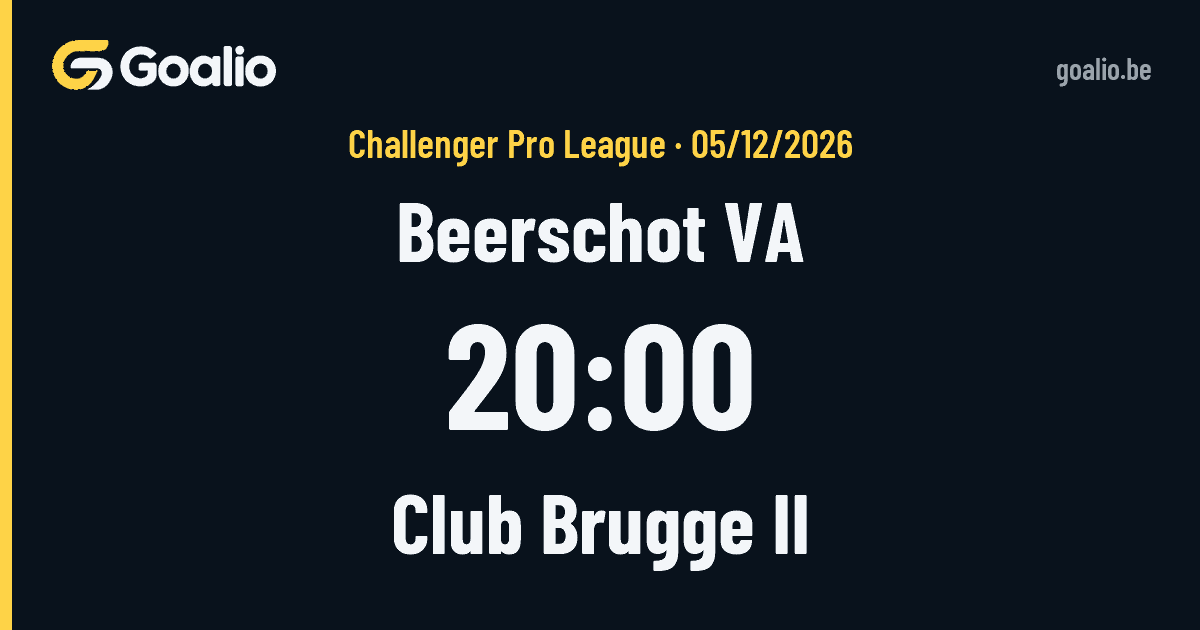 Goalio
goalio.be
Challenger Pro League · 05/12/2026
Beerschot VA
20:00
Club Brugge II